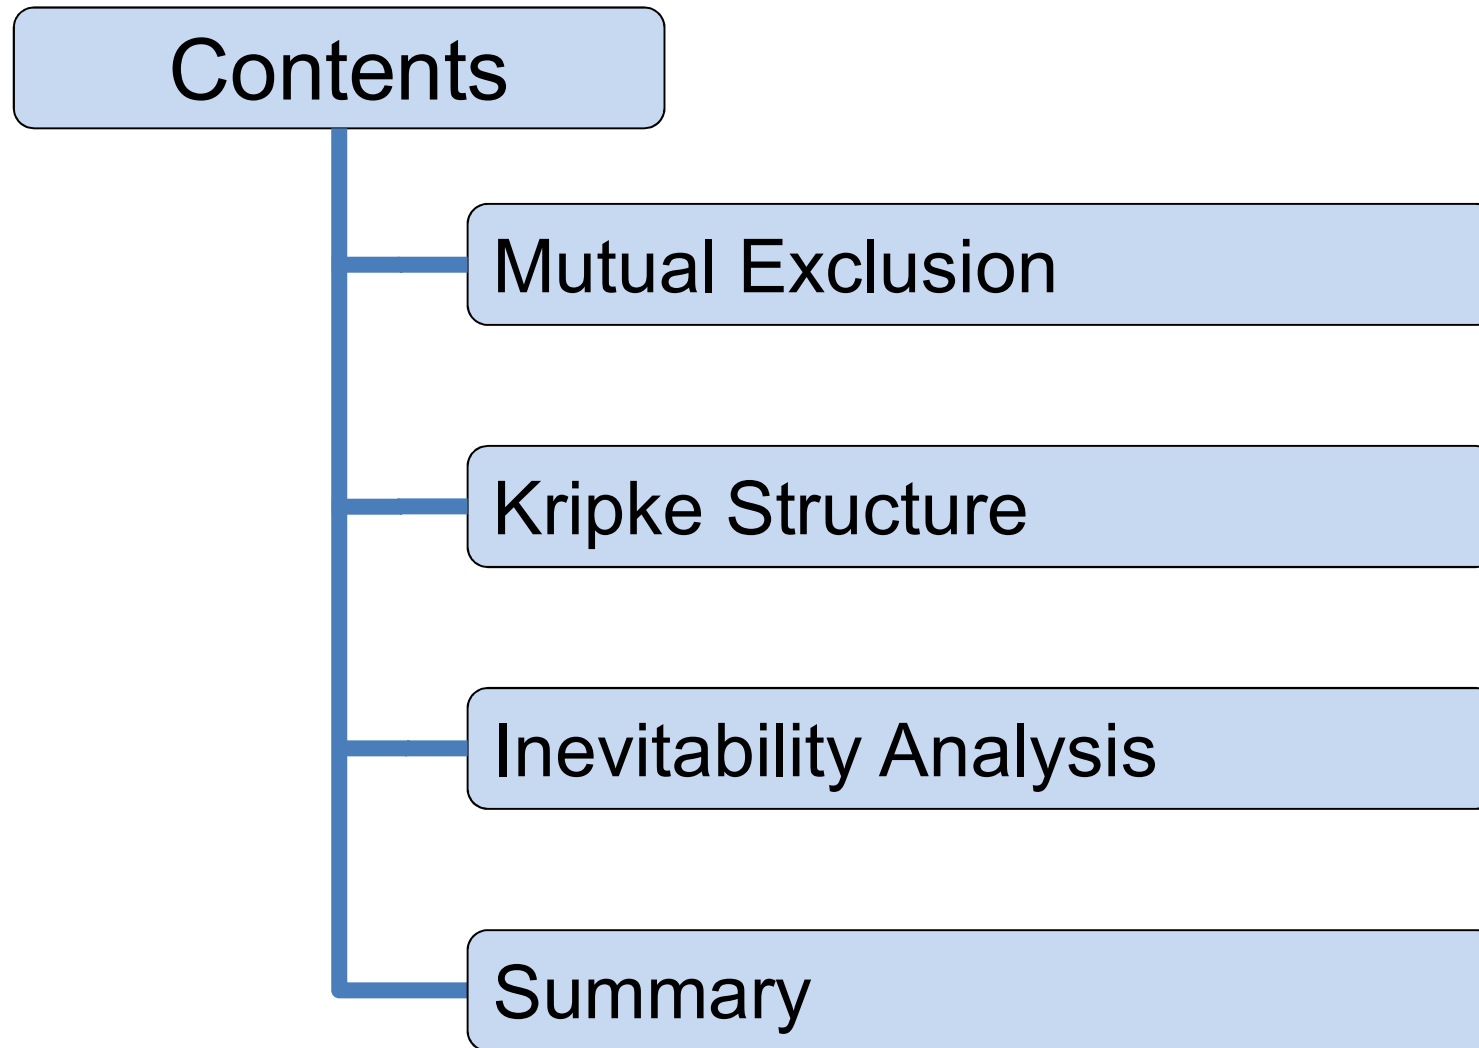 Contents
Mutual Exclusion
Kripke Structure
Inevitability Analysis
Summary